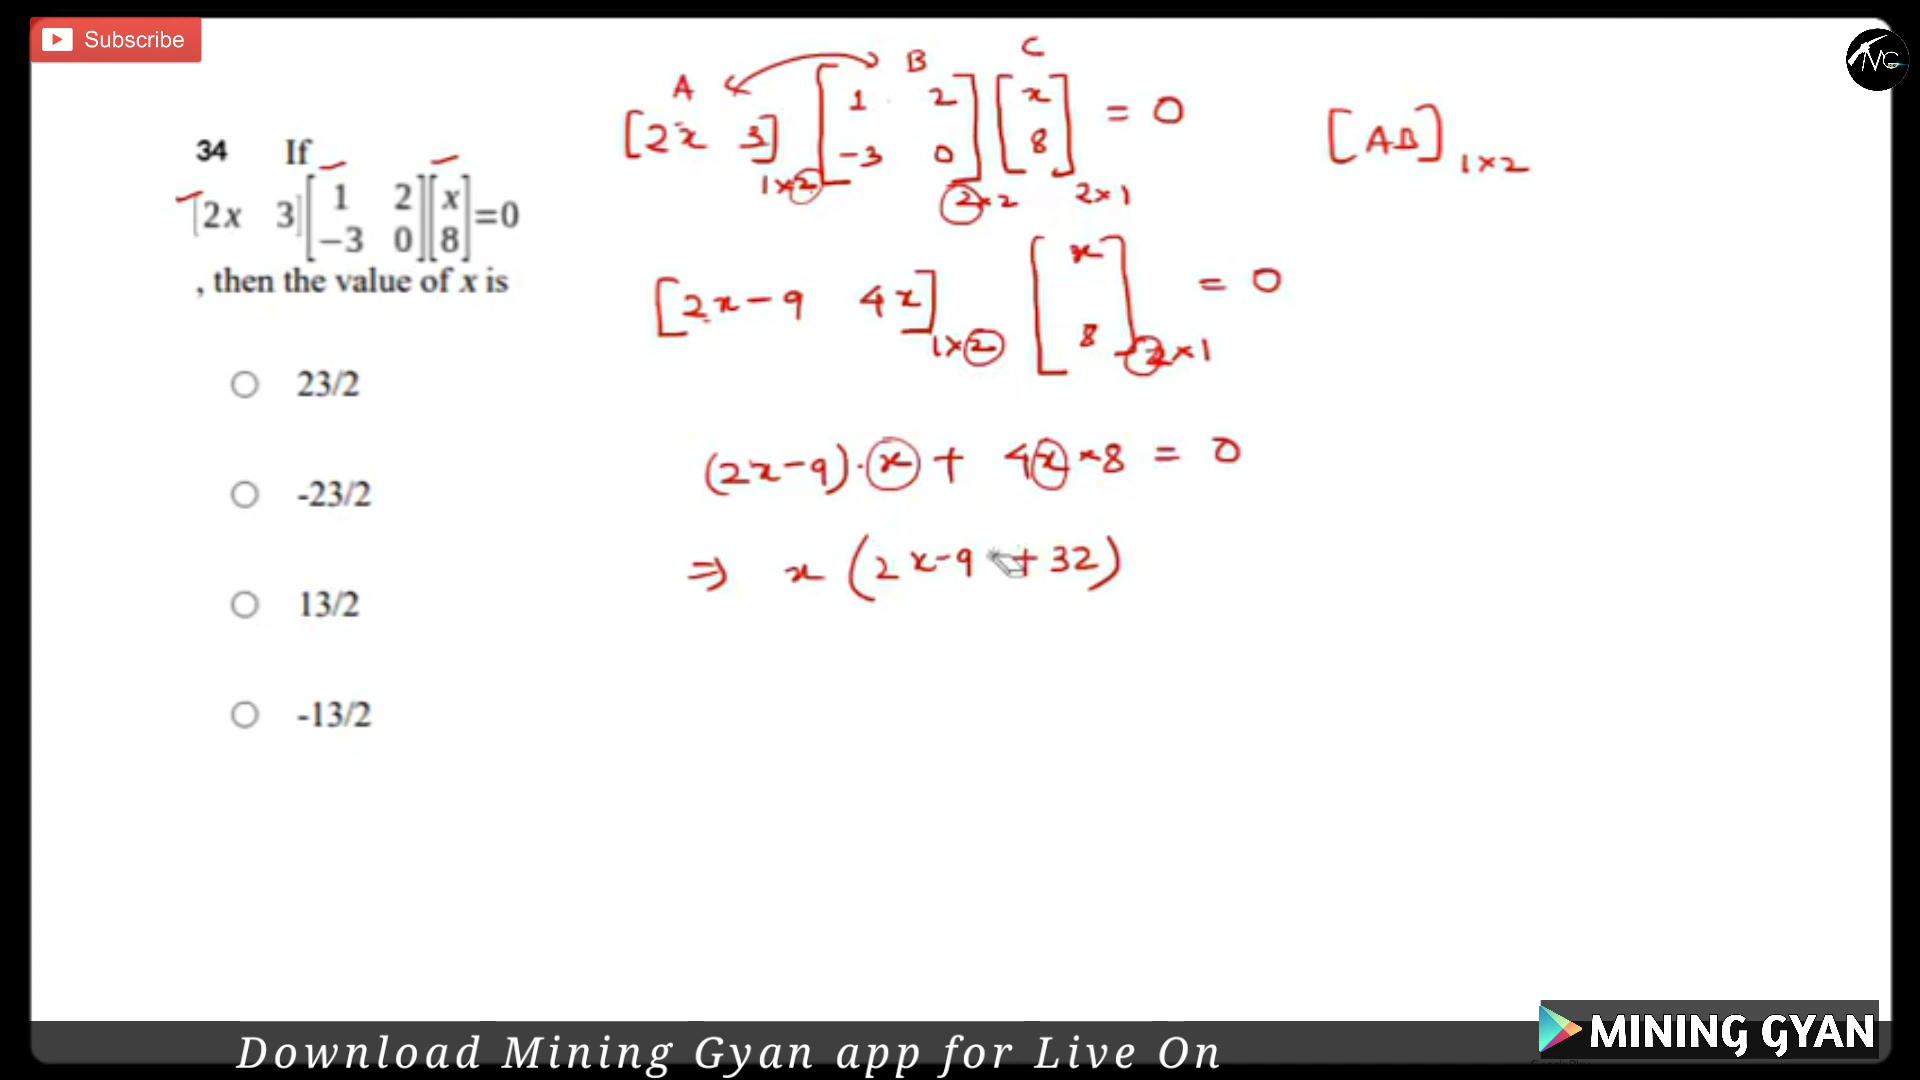 Subscribe
NG
34 If
[2x 3][1 2][x]=0
[-3 0][8]
, then the value of x is
23/2
-23/2
13/2
-13/2
A B C
[2x 3] 1×2 [1 2] [x] = 0
[-3 0] 2×2 [8] 2×1
[AB] 1×2
[2x-9 4x] 1×2 [x] = 0
[8] 2×1
(2x-9)·x + 4x×8 = 0
⇒ x (2x-9 + 32)
Download Mining Gyan app for Live On
MINING GYAN